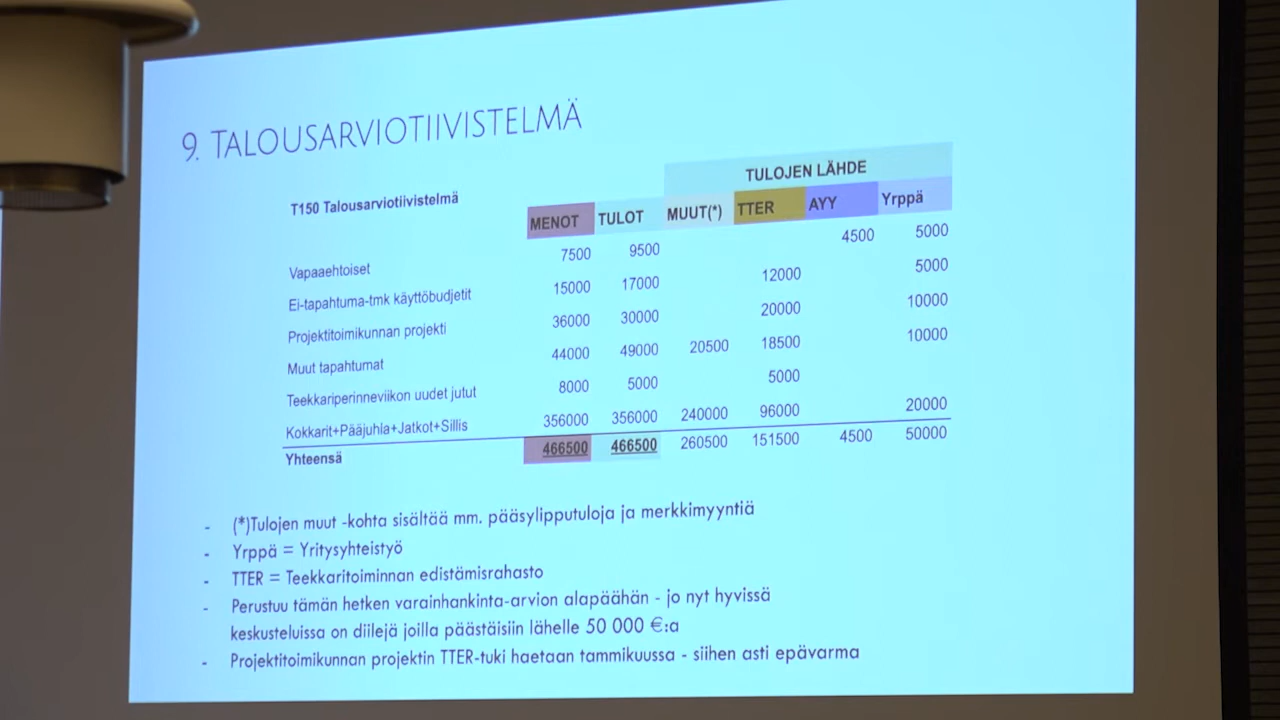 9. TALOUSARVIOTIIVISTELMÄ
TULOJEN LÄHDE
T150 Talousarviotiivistelmä
MENOT TULOT MUUT(*) TTER AYY Yrppä
Vapaaehtoiset 7500 9500 4500 5000
Ei-tapahtuma-tmk käyttöbudjetit 15000 17000 12000 5000
Projektitoimikunnan projekti 36000 30000 20000 10000
Muut tapahtumat 44000 49000 20500 18500 10000
Teekkariperinneviikon uudet jutut 8000 5000 5000
Kokkarit+Pääjuhla+Jatkot+Sillis 356000 356000 240000 96000 20000
Yhteensä 466500 466500 260500 151500 4500 50000
- (*)Tulojen muut -kohta sisältää mm. pääsylipputuloja ja merkkimyyntiä
- Yrppä = Yritysyhteistyö
- TTER = Teekkaritoiminnan edistämisrahasto
- Perustuu tämän hetken varainhankinta-arvion alapäähän - jo nyt hyvissä
keskusteluissa on diilejä joilla päästäisiin lähelle 50 000 €:a
- Projektitoimikunnan projektin TTER-tuki haetaan tammikuussa - siihen asti epävarma